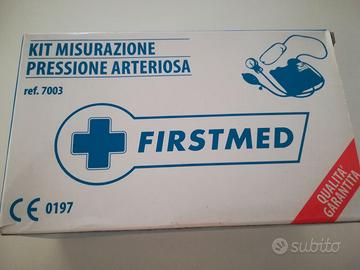 KIT MISURAZIONE
PRESSIONE ARTERIOSA
ref. 7003
FIRSTMED
CE 0197
QUALITA'
GARANTITA
subito